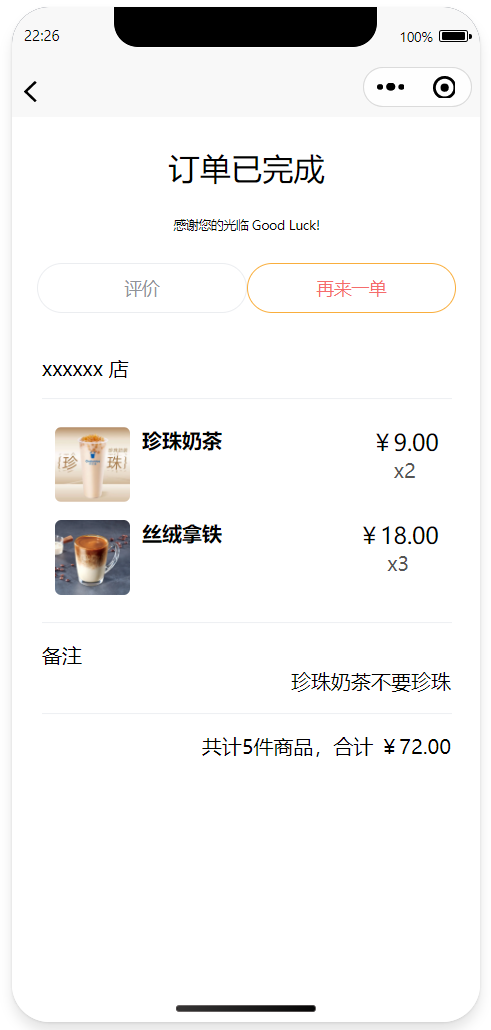 22:26
100%
订单已完成
感谢您的光临 Good Luck!
评价
再来一单
xxxxxx 店
珍珠奶茶
￥9.00
x2
丝绒拿铁
￥18.00
x3
备注
珍珠奶茶不要珍珠
共计5件商品，合计 ￥72.00